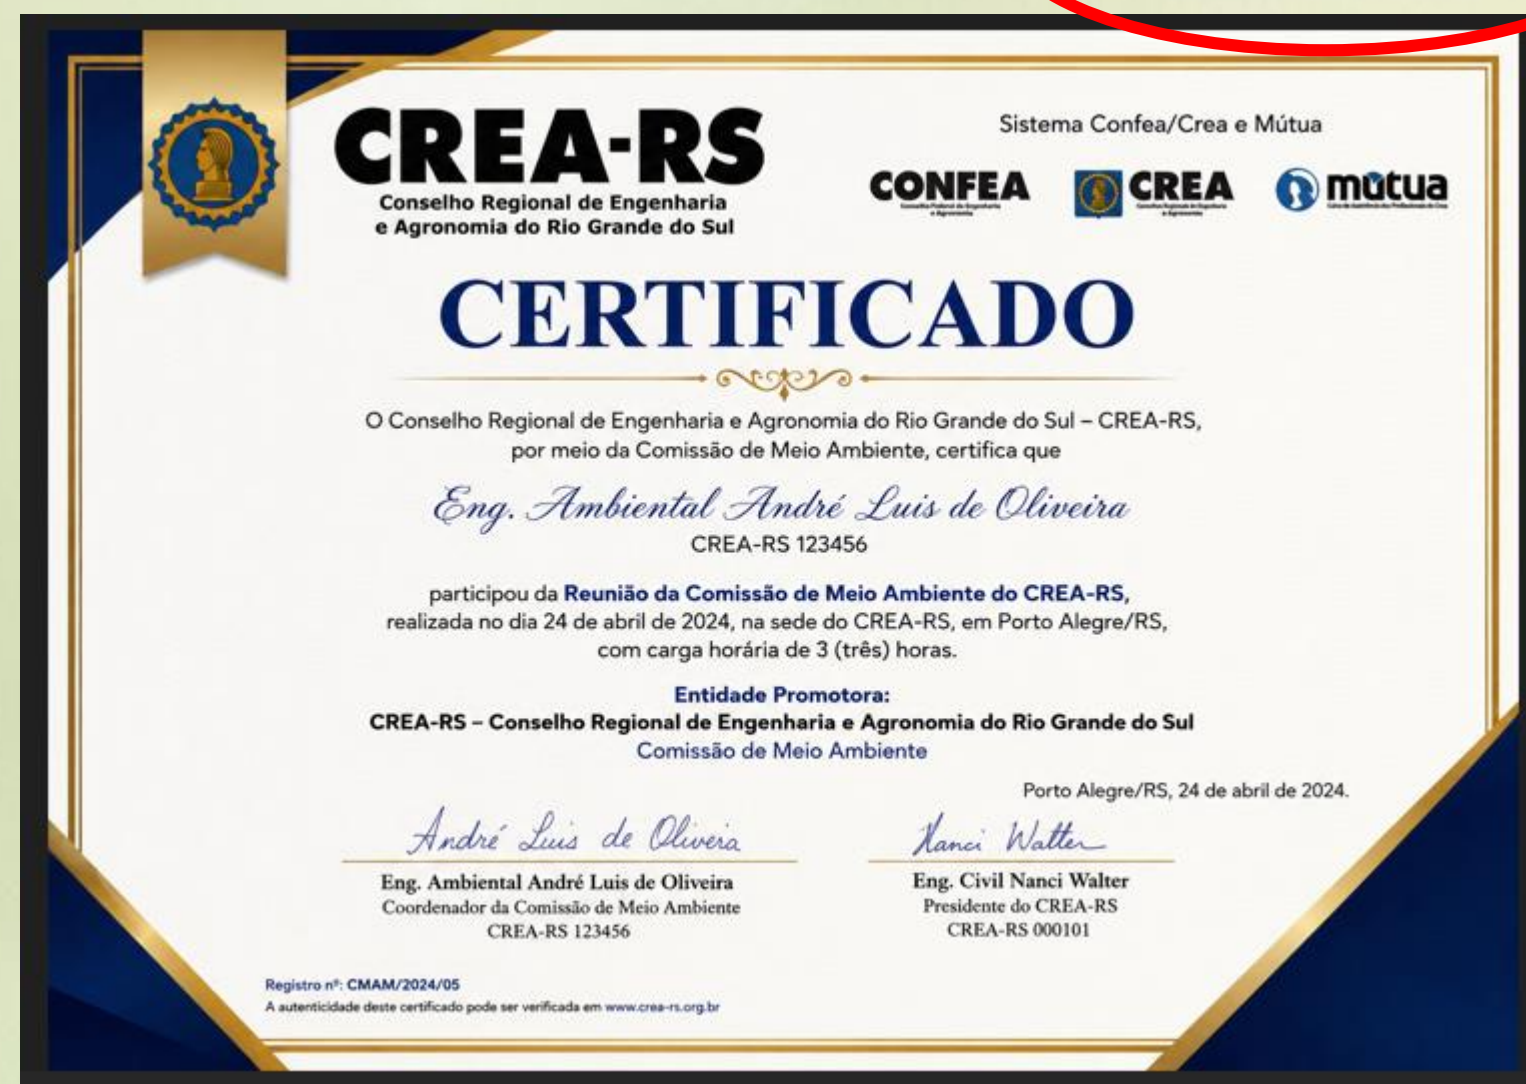 CREA-RS
Conselho Regional de Engenharia
e Agronomia do Rio Grande do Sul
Sistema Confea/Crea e Mútua
CONFEA
CREA
mútua
CERTIFICADO
O Conselho Regional de Engenharia e Agronomia do Rio Grande do Sul – CREA-RS,
por meio da Comissão de Meio Ambiente, certifica que
Eng. Ambiental André Luis de Oliveira
CREA-RS 123456
participou da Reunião da Comissão de Meio Ambiente do CREA-RS,
realizada no dia 24 de abril de 2024, na sede do CREA-RS, em Porto Alegre/RS,
com carga horária de 3 (três) horas.
Entidade Promotora:
CREA-RS – Conselho Regional de Engenharia e Agronomia do Rio Grande do Sul
Comissão de Meio Ambiente
Porto Alegre/RS, 24 de abril de 2024.
André Luis de Oliveira
Nanci Walter
Eng. Ambiental André Luis de Oliveira
Coordenador da Comissão de Meio Ambiente
CREA-RS 123456
Eng. Civil Nanci Walter
Presidente do CREA-RS
CREA-RS 000101
Registro nº: CMAM/2024/05
A autenticidade deste certificado pode ser verificada em www.crea-rs.org.br